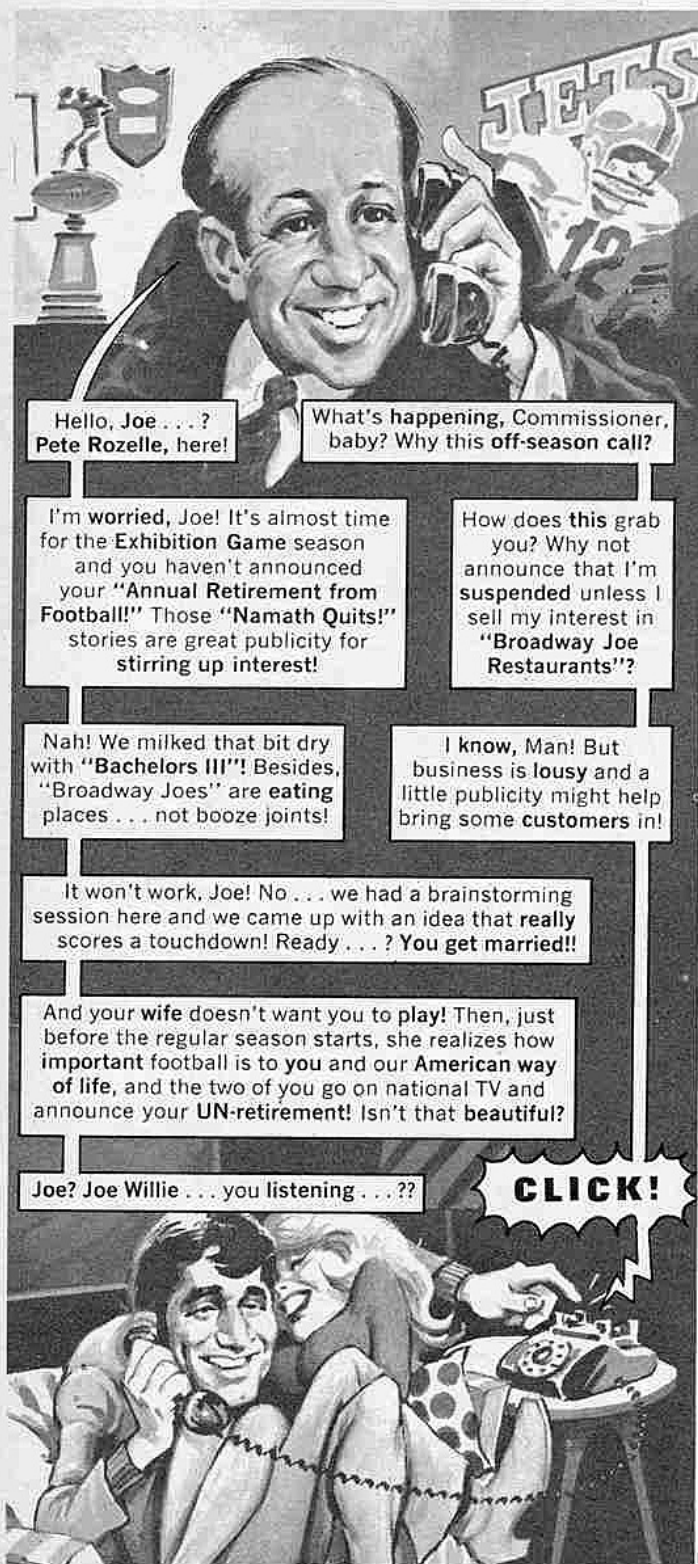 JETS
12
Hello, Joe . . . ?
Pete Rozelle, here!
What's happening, Commissioner,
baby? Why this off-season call?
I'm worried, Joe! It's almost time
for the Exhibition Game season
and you haven't announced
your "Annual Retirement from
Football!" Those "Namath Quits!"
stories are great publicity for
stirring up interest!
How does this grab
you? Why not
announce that I'm
suspended unless I
sell my interest in
"Broadway Joe
Restaurants"?
Nah! We milked that bit dry
with "Bachelors III"! Besides,
"Broadway Joes" are eating
places . . . not booze joints!
I know, Man! But
business is lousy and a
little publicity might help
bring some customers in!
It won't work, Joe! No . . . we had a brainstorming
session here and we came up with an idea that really
scores a touchdown! Ready . . . ? You get married!!
And your wife doesn't want you to play! Then, just
before the regular season starts, she realizes how
important football is to you and our American way
of life, and the two of you go on national TV and
announce your UN-retirement! Isn't that beautiful?
Joe? Joe Willie . . . you listening . . . ??
CLICK!